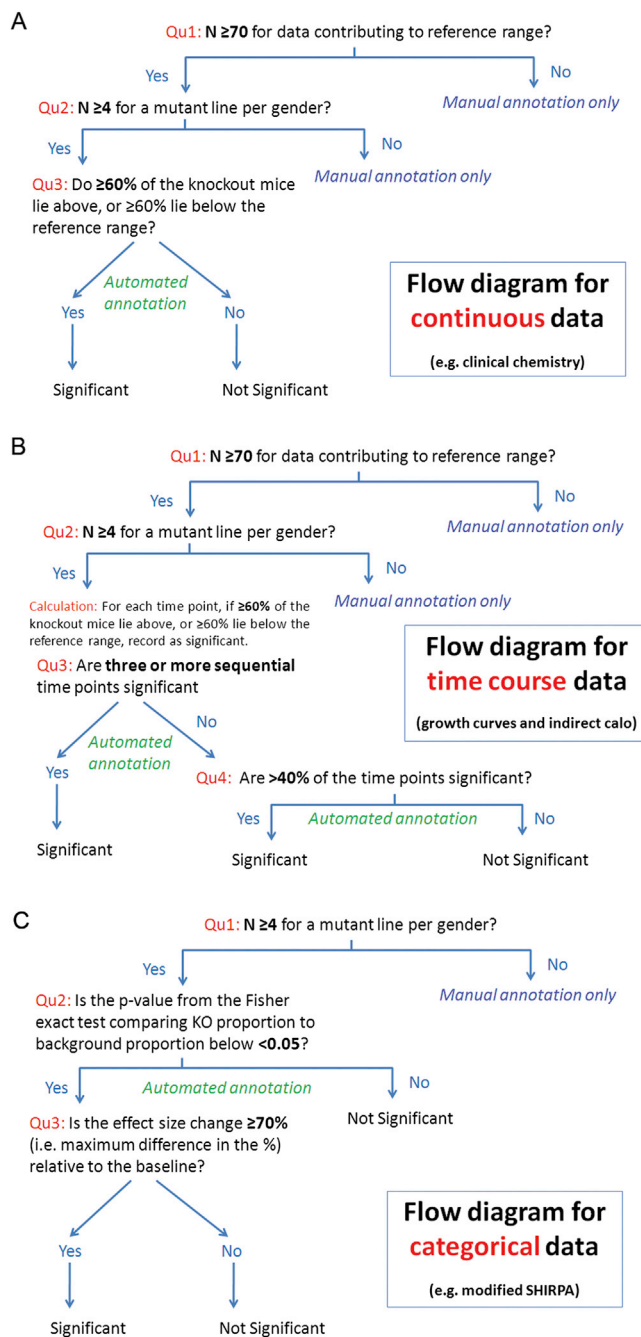 A
Qu1: N ≥70 for data contributing to reference range?
Yes
No
Qu2: N ≥4 for a mutant line per gender?
Manual annotation only
Yes
No
Qu3: Do ≥60% of the knockout mice
lie above, or ≥60% lie below the
reference range?
Manual annotation only
Automated
annotation
Yes
No
Significant
Not Significant
Flow diagram for
continuous data
(e.g. clinical chemistry)
B
Qu1: N ≥70 for data contributing to reference range?
Yes
No
Qu2: N ≥4 for a mutant line per gender?
Manual annotation only
Yes
No
Calculation: For each time point, if ≥60% of the
knockout mice lie above, or ≥60% lie below the
reference range, record as significant.
Manual annotation only
Qu3: Are three or more sequential
time points significant
Flow diagram for
time course data
(growth curves and indirect calo)
Automated
annotation
No
Yes
Qu4: Are >40% of the time points significant?
Significant
Yes
Automated annotation
No
Significant
Not Significant
C
Qu1: N ≥4 for a mutant line per gender?
Yes
No
Manual annotation only
Qu2: Is the p-value from the Fisher
exact test comparing KO proportion to
background proportion below <0.05?
Yes
Automated annotation
No
Not Significant
Qu3: Is the effect size change ≥70%
(i.e. maximum difference in the %)
relative to the baseline?
Yes
No
Significant
Not Significant
Flow diagram for
categorical data
(e.g. modified SHIRPA)